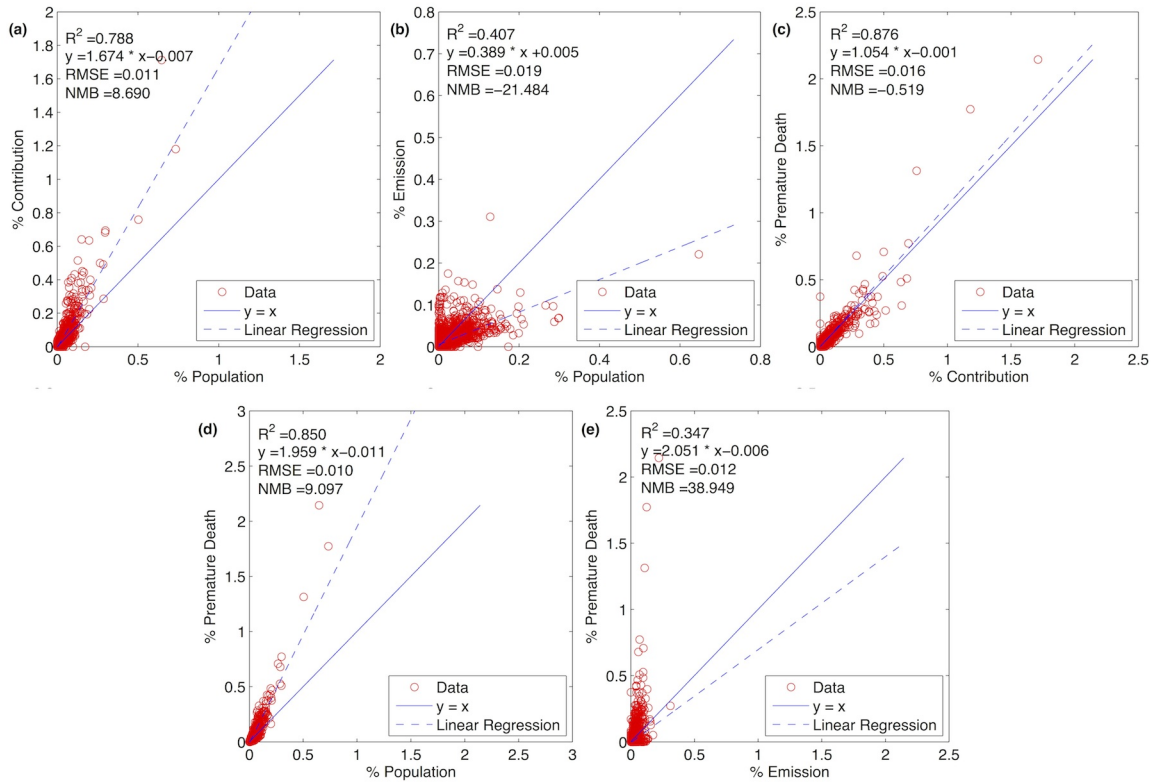 (a)
R² =0.788
y =1.674 * x−0.007
RMSE =0.011
NMB =8.690
2
1.8
1.6
1.4
1.2
1
0.8
0.6
0.4
0.2
0
% Contribution
Data
y = x
Linear Regression
0 0.5 1 1.5 2
% Population
(b)
R² =0.407
y =0.389 * x +0.005
RMSE =0.019
NMB =−21.484
0.8
0.7
0.6
0.5
0.4
0.3
0.2
0.1
0
% Emission
Data
y = x
Linear Regression
0 0.2 0.4 0.6 0.8
% Population
(c)
R² =0.876
y =1.054 * x−0.001
RMSE =0.016
NMB =−0.519
2.5
2
1.5
1
0.5
0
% Premature Death
Data
y = x
Linear Regression
0 0.5 1 1.5 2 2.5
% Contribution
(d)
R² =0.850
y =1.959 * x−0.011
RMSE =0.010
NMB =9.097
3
2.5
2
1.5
1
0.5
0
% Premature Death
Data
y = x
Linear Regression
0 0.5 1 1.5 2 2.5 3
% Population
(e)
R² =0.347
y =2.051 * x−0.006
RMSE =0.012
NMB =38.949
2.5
2
1.5
1
0.5
0
% Premature Death
Data
y = x
Linear Regression
0 0.5 1 1.5 2 2.5
% Emission